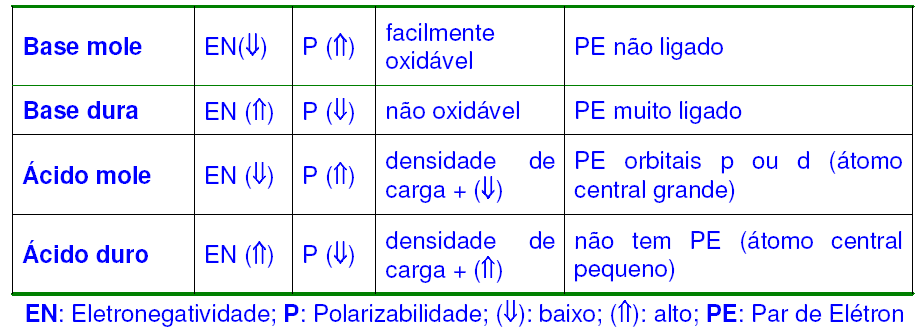 Base mole EN(⇓) P (⇑) facilmente oxidável PE não ligado
Base dura EN (⇑) P (⇓) não oxidável PE muito ligado
Ácido mole EN (⇓) P (⇑) densidade de carga + (⇓) PE orbitais p ou d (átomo central grande)
Ácido duro EN (⇑) P (⇓) densidade de carga + (⇑) não tem PE (átomo central pequeno)
EN: Eletronegatividade; P: Polarizabilidade; (⇓): baixo; (⇑): alto; PE: Par de Elétron